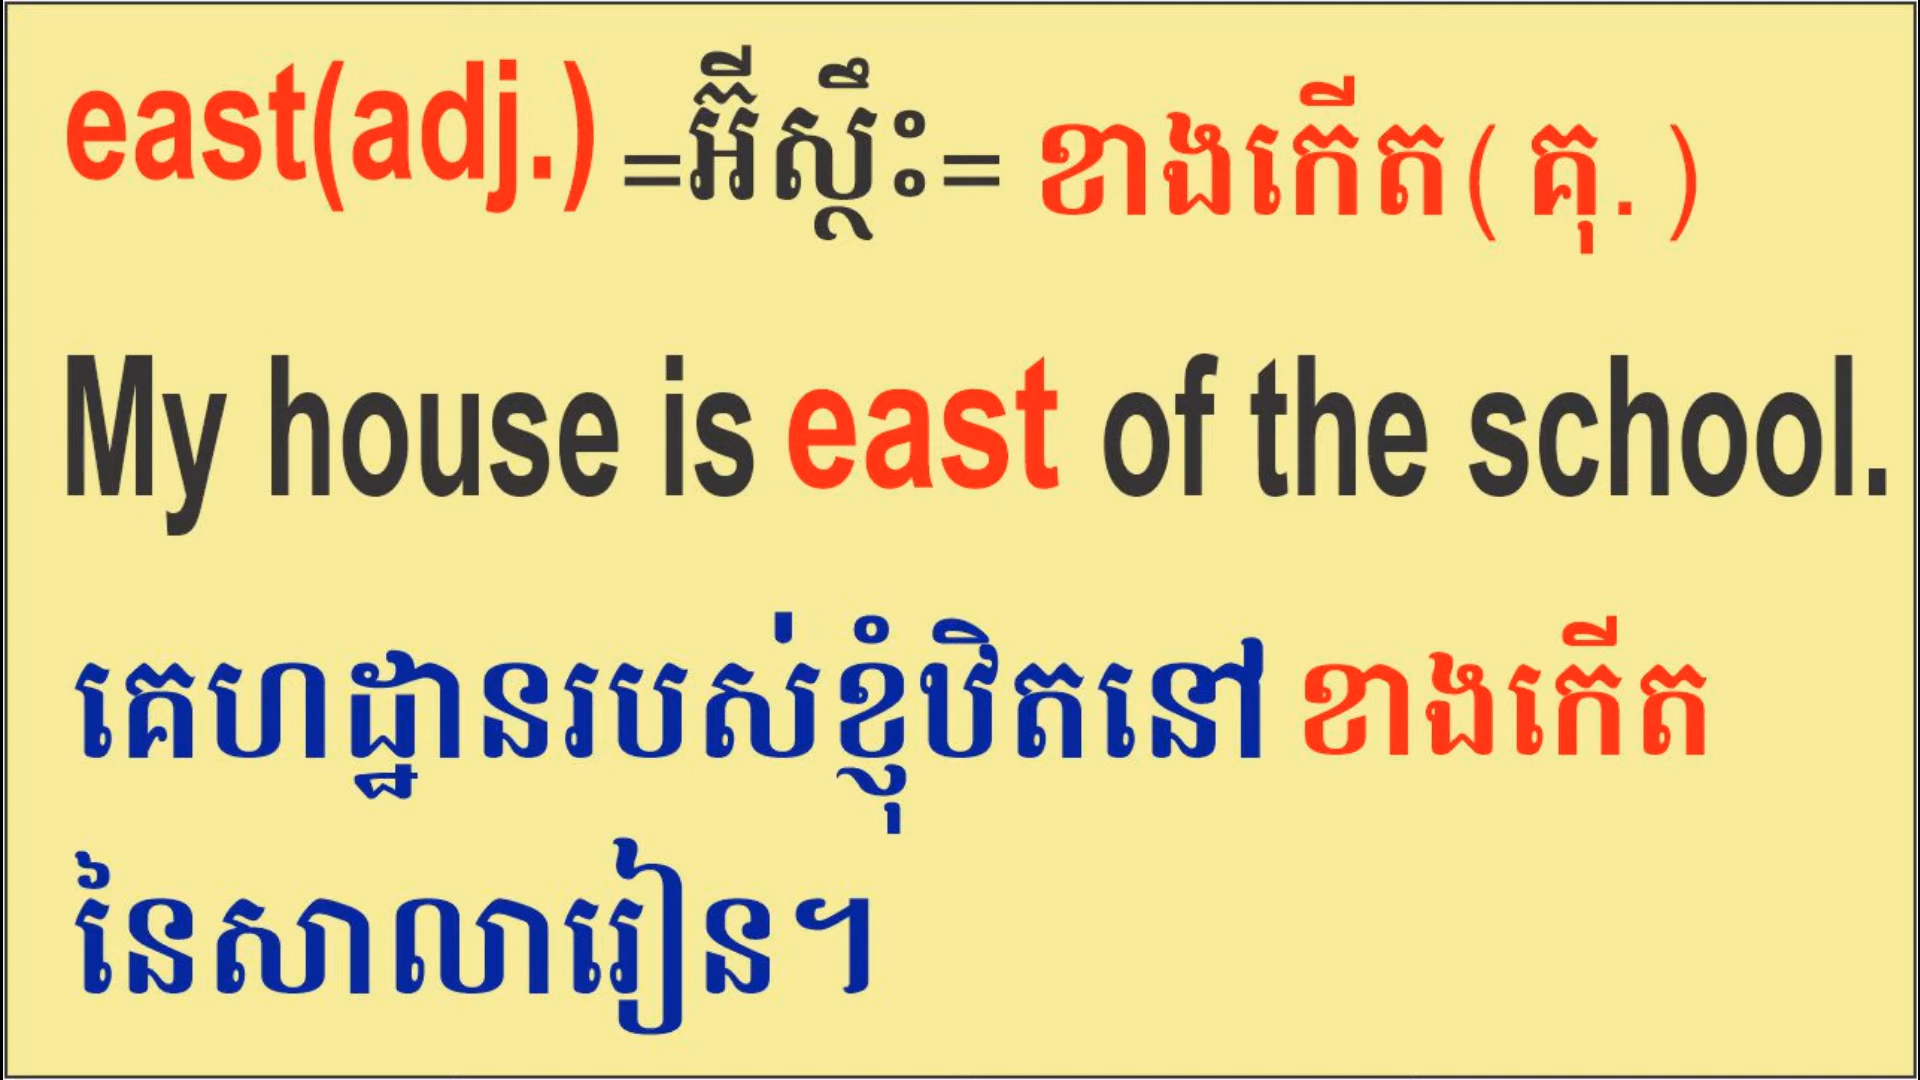 east(adj.) =អ៊ីស្ថឹះ= ខាងកើត(គុ.)
My house is east of the school.
គេហដ្ឋានរបស់ខ្ញុំឋិតនៅ ខាងកើត
នៃសាលារៀន។